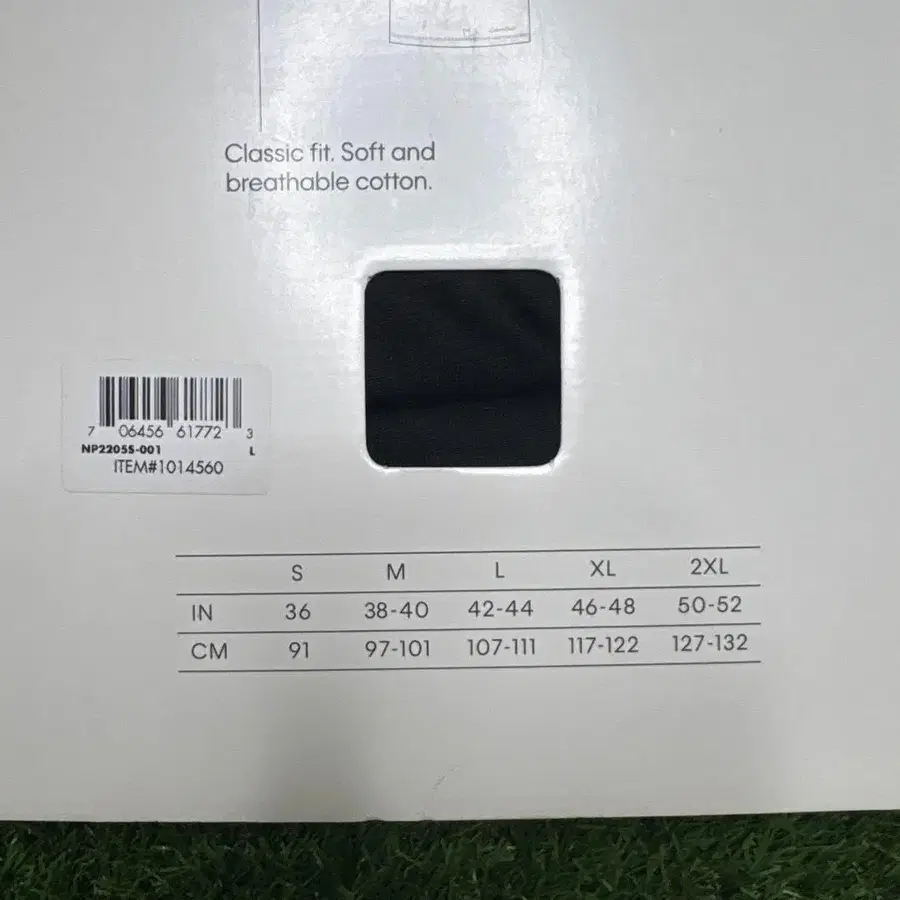 Classic fit. Soft and
breathable cotton.
7 06456 61772 3
NP2205S-001 L
ITEM#1014560
S M L XL 2XL
IN 36 38-40 42-44 46-48 50-52
CM 91 97-101 107-111 117-122 127-132